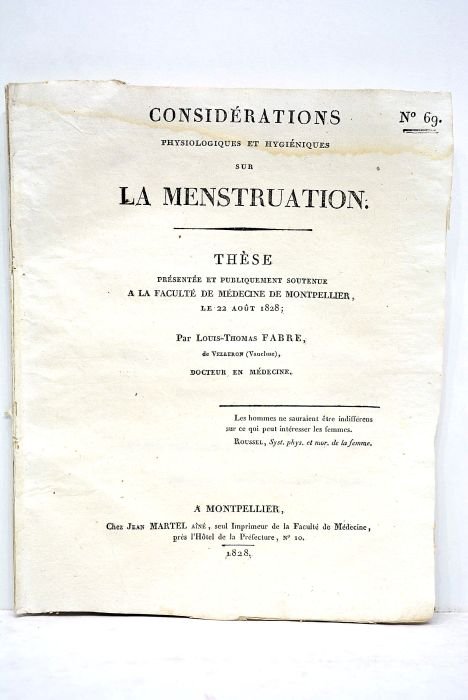 CONSIDÉRATIONS
N° 69.
PHYSIOLOGIQUES ET HYGIÉNIQUES
SUR
LA MENSTRUATION.
THÈSE
PRÉSENTÉE ET PUBLIQUEMENT SOUTENUE
A LA FACULTÉ DE MÉDECINE DE MONTPELLIER,
LE 22 AOÛT 1828;
Par LOUIS-THOMAS FABRE,
de VELLERON (Vaucluse),
DOCTEUR EN MÉDECINE.
Les hommes ne sauraient être indifférens
sur ce qui peut intéresser les femmes.
ROUSSEL, Syst. phys. et mor. de la femme.
A MONTPELLIER,
Chez JEAN MARTEL AÎNÉ, seul Imprimeur de la Faculté de Médecine,
près l'Hôtel de la Préfecture, N° 10.
1828.